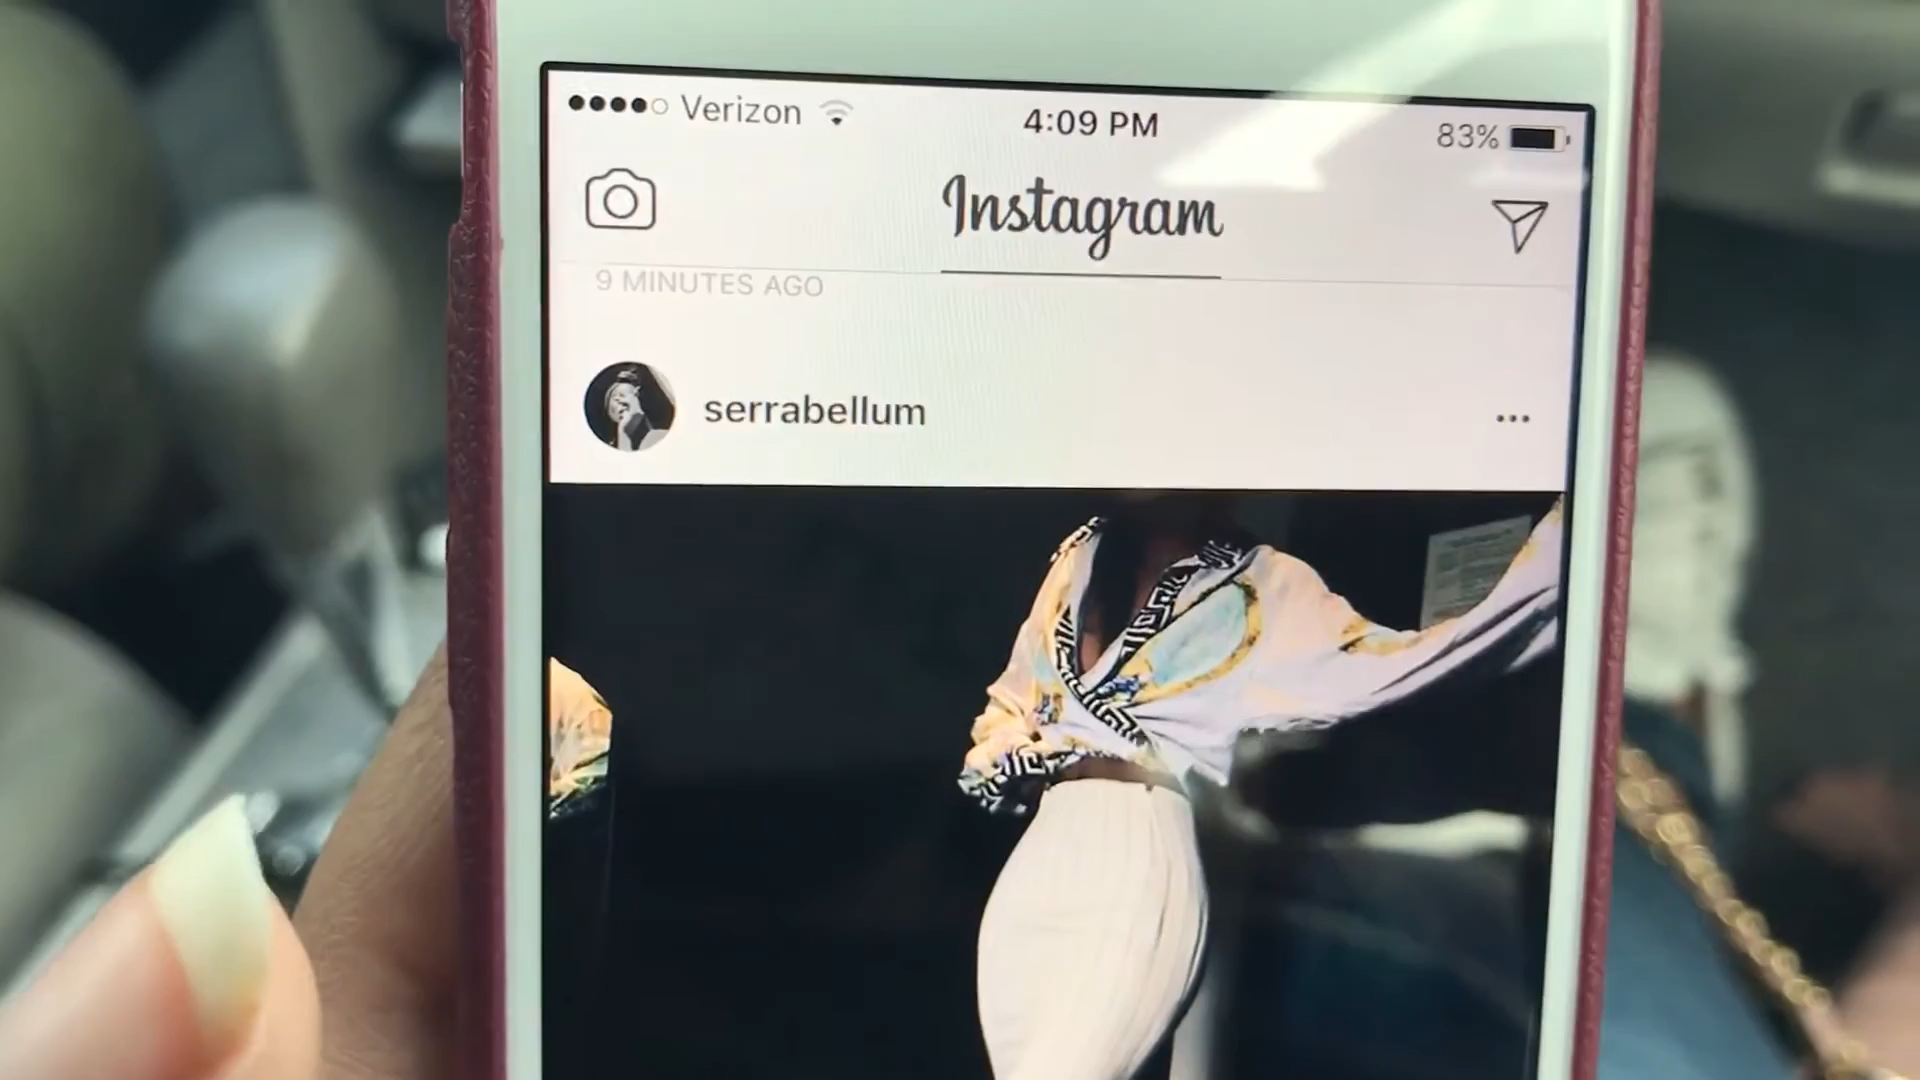 Verizon
4:09 PM
83%
Instagram
9 MINUTES AGO
serrabellum